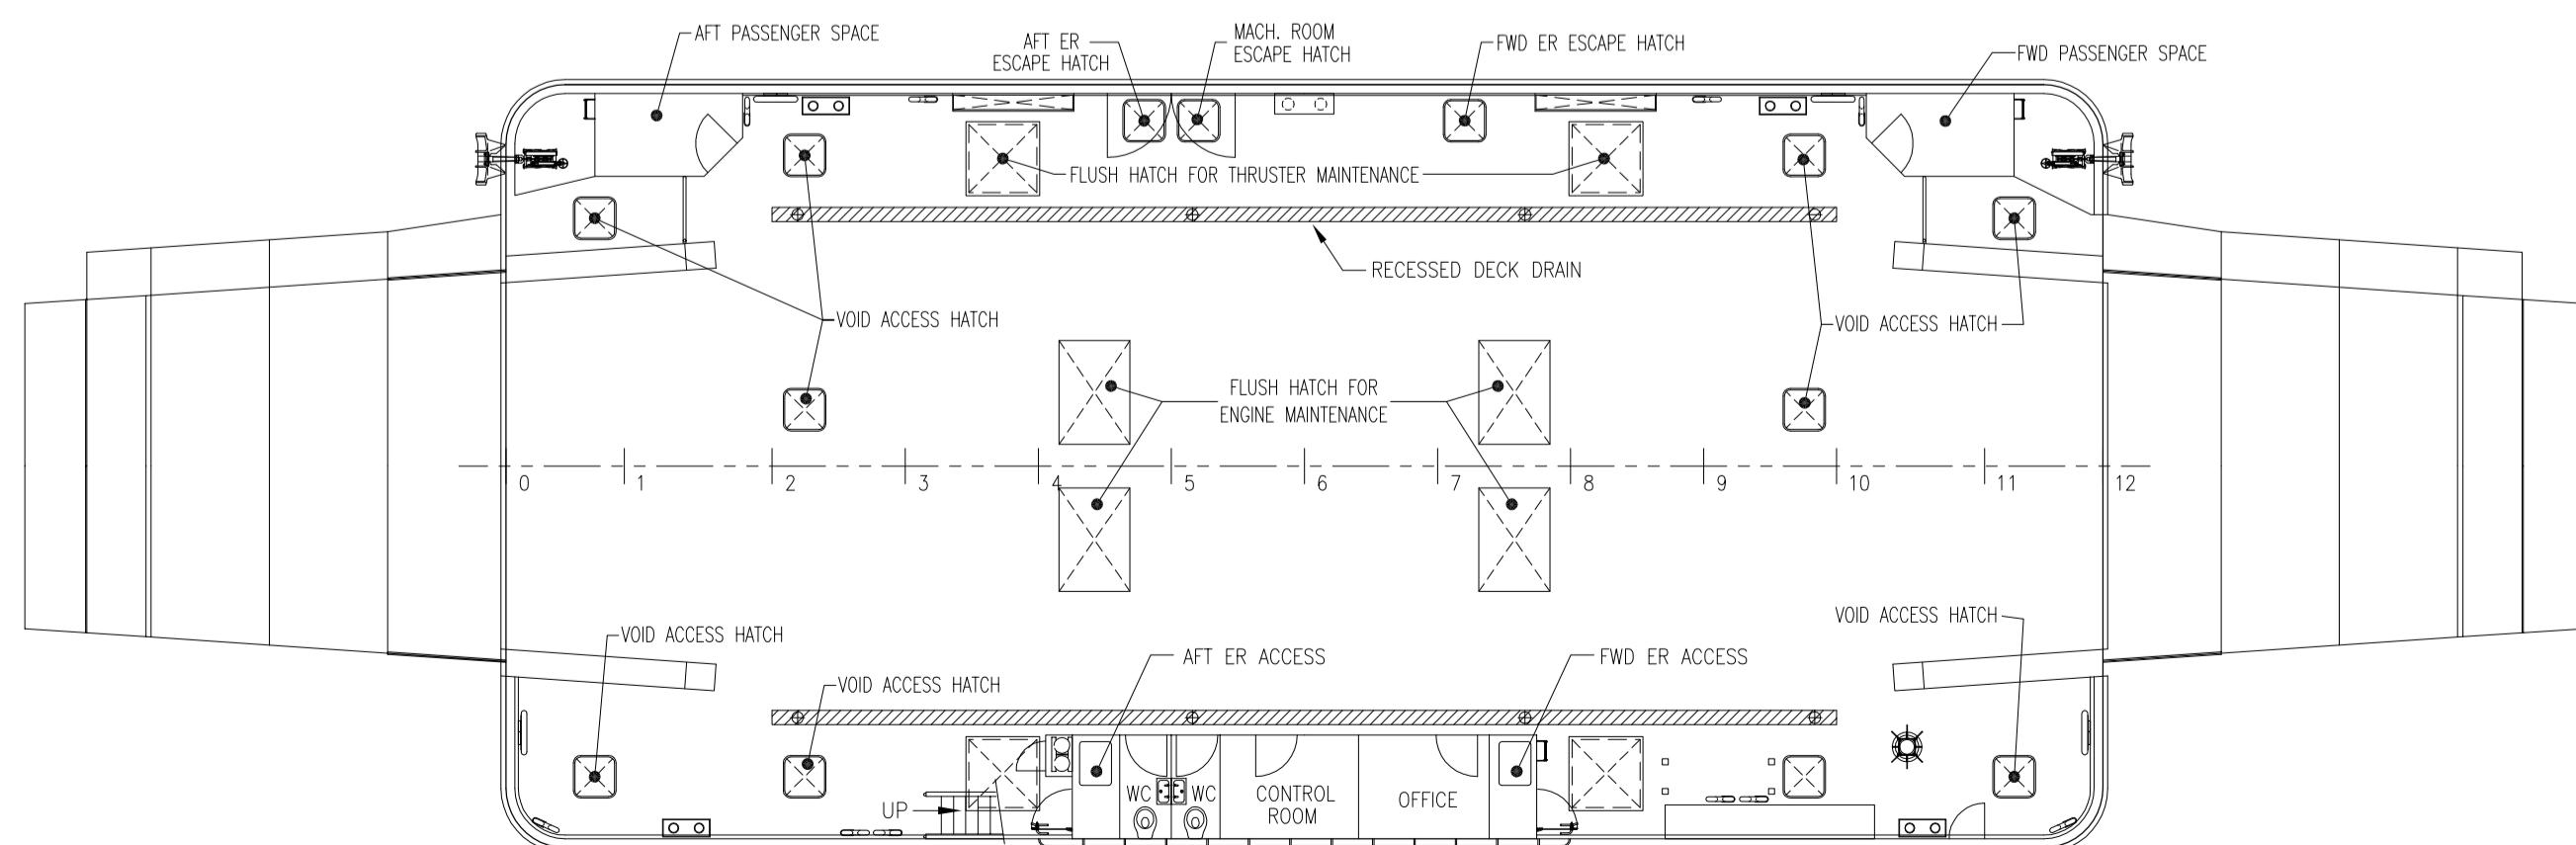 AFT PASSENGER SPACE
AFT ER
ESCAPE HATCH
MACH. ROOM
ESCAPE HATCH
FWD ER ESCAPE HATCH
FWD PASSENGER SPACE
FLUSH HATCH FOR THRUSTER MAINTENANCE
RECESSED DECK DRAIN
VOID ACCESS HATCH
VOID ACCESS HATCH
FLUSH HATCH FOR
ENGINE MAINTENANCE
0 1 2 3 4 5 6 7 8 9 10 11 12
VOID ACCESS HATCH
VOID ACCESS HATCH
AFT ER ACCESS
FWD ER ACCESS
VOID ACCESS HATCH
UP
WC
WC
CONTROL
ROOM
OFFICE